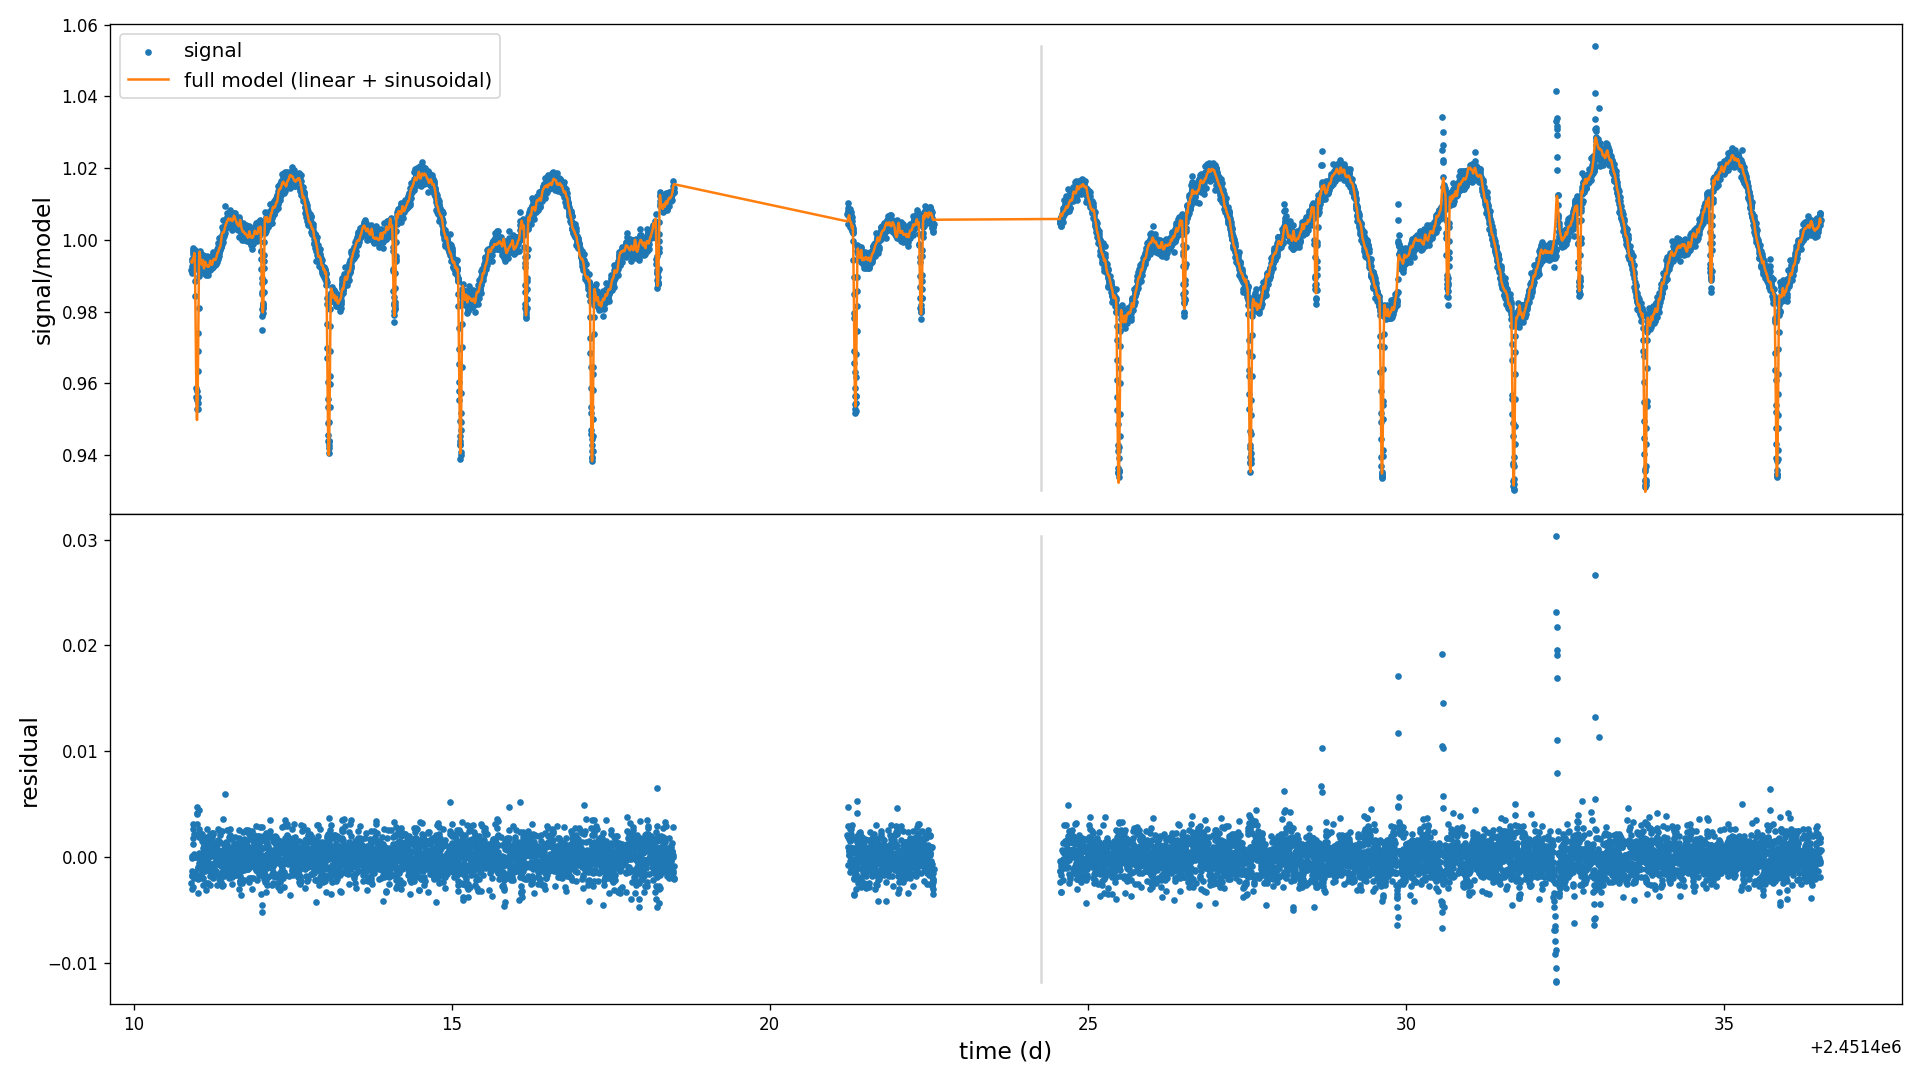 1.06
signal
full model (linear + sinusoidal)
1.04
1.02
1.00
0.98
0.96
0.94
signal/model
0.03
0.02
0.01
0.00
−0.01
residual
10 15 20 25 30 35
time (d)
+2.4514e6